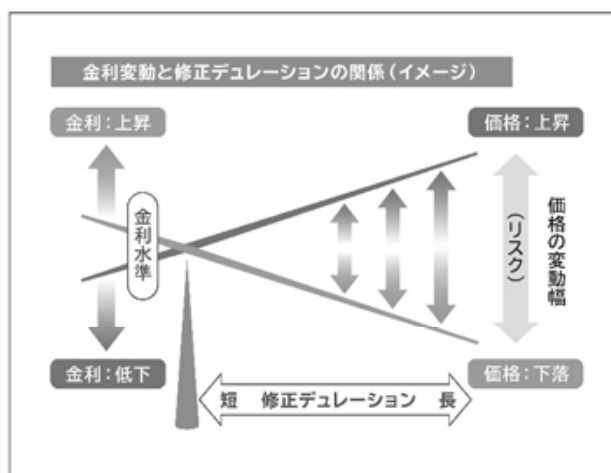 金利変動と修正デュレーションの関係(イメージ)
金利:上昇
価格:上昇
金利水準
価格の変動幅
(リスク)
金利:低下
価格:下落
短 修正デュレーション 長